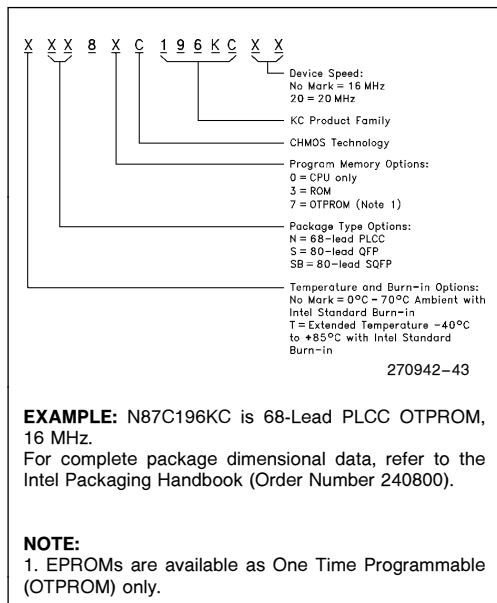 X X X 8 X C 1 9 6 K C X X
Device Speed:
No Mark = 16 MHz
20 = 20 MHz
KC Product Family
CHMOS Technology
Program Memory Options:
0 = CPU only
3 = ROM
7 = OTPROM (Note 1)
Package Type Options:
N = 68-lead PLCC
S = 80-lead QFP
SB = 80-lead SQFP
Temperature and Burn-in Options:
No Mark = 0°C - 70°C Ambient with
Intel Standard Burn-in
T = Extended Temperature -40°C
to +85°C with Intel Standard
Burn-in
270942-43
EXAMPLE: N87C196KC is 68-Lead PLCC OTPROM,
16 MHz.
For complete package dimensional data, refer to the
Intel Packaging Handbook (Order Number 240800).
NOTE:
1. EPROMs are available as One Time Programmable
(OTPROM) only.